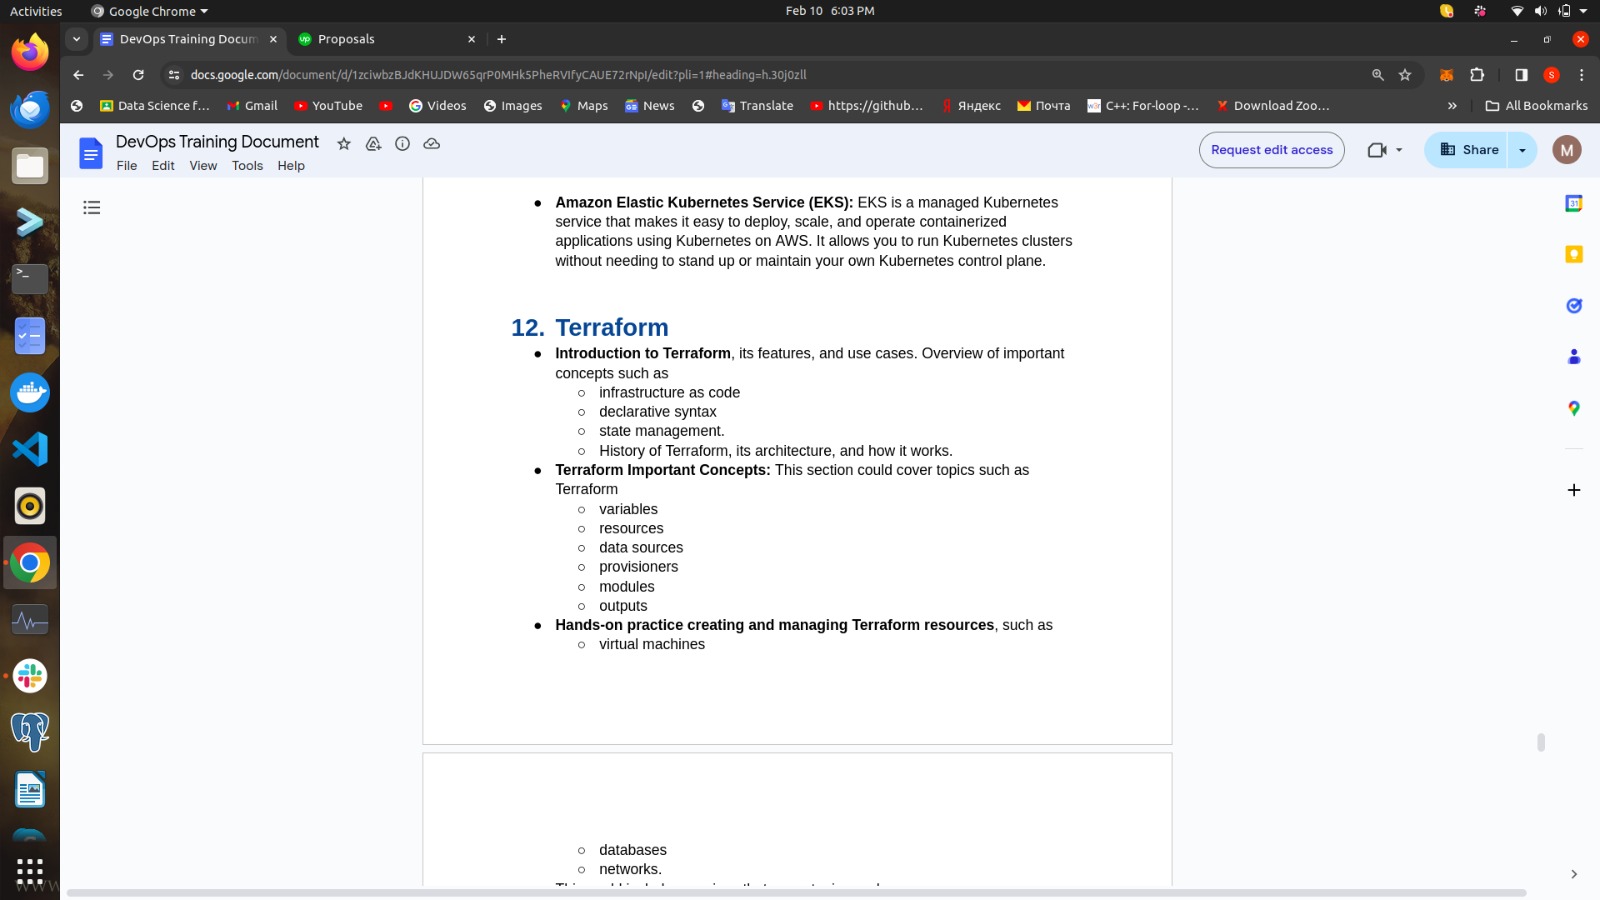 Activities Google Chrome Feb 10 6:03 PM
DevOps Training Docum Proposals
docs.google.com/document/d/1zciwbzBJdKHUJDW65qrP0MHk5PheRVIfyCAUE72rNpI/edit?pli=1#heading=h.30j0zll
Data Science f... Gmail YouTube Videos Images Maps News Translate https://github... Яндекс Почта C++: For-loop -... Download Zoo... » All Bookmarks
DevOps Training Document
File Edit View Tools Help
Request edit access Share M
● Amazon Elastic Kubernetes Service (EKS): EKS is a managed Kubernetes
service that makes it easy to deploy, scale, and operate containerized
applications using Kubernetes on AWS. It allows you to run Kubernetes clusters
without needing to stand up or maintain your own Kubernetes control plane.
12. Terraform
● Introduction to Terraform, its features, and use cases. Overview of important
concepts such as
○ infrastructure as code
○ declarative syntax
○ state management.
○ History of Terraform, its architecture, and how it works.
● Terraform Important Concepts: This section could cover topics such as
Terraform
○ variables
○ resources
○ data sources
○ provisioners
○ modules
○ outputs
● Hands-on practice creating and managing Terraform resources, such as
○ virtual machines
○ databases
○ networks.